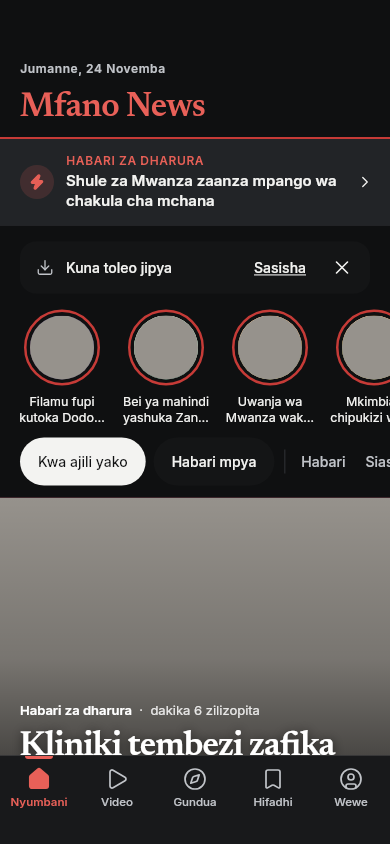 Jumanne, 24 Novemba
Mfano News
HABARI ZA DHARURA
Shule za Mwanza zaanza mpango wa
chakula cha mchana
Kuna toleo jipya
Sasisha
Filamu fupi
kutoka Dodo...
Bei ya mahindi
yashuka Zan...
Uwanja wa
Mwanza wak...
Mkimbia
chipukizi
Kwa ajili yako
Habari mpya
Habari
Habari za dharura · dakika 6 zilizopita
Kliniki tembezi zafika
Nyumbani
Video
Gundua
Hifadhi
Wewe